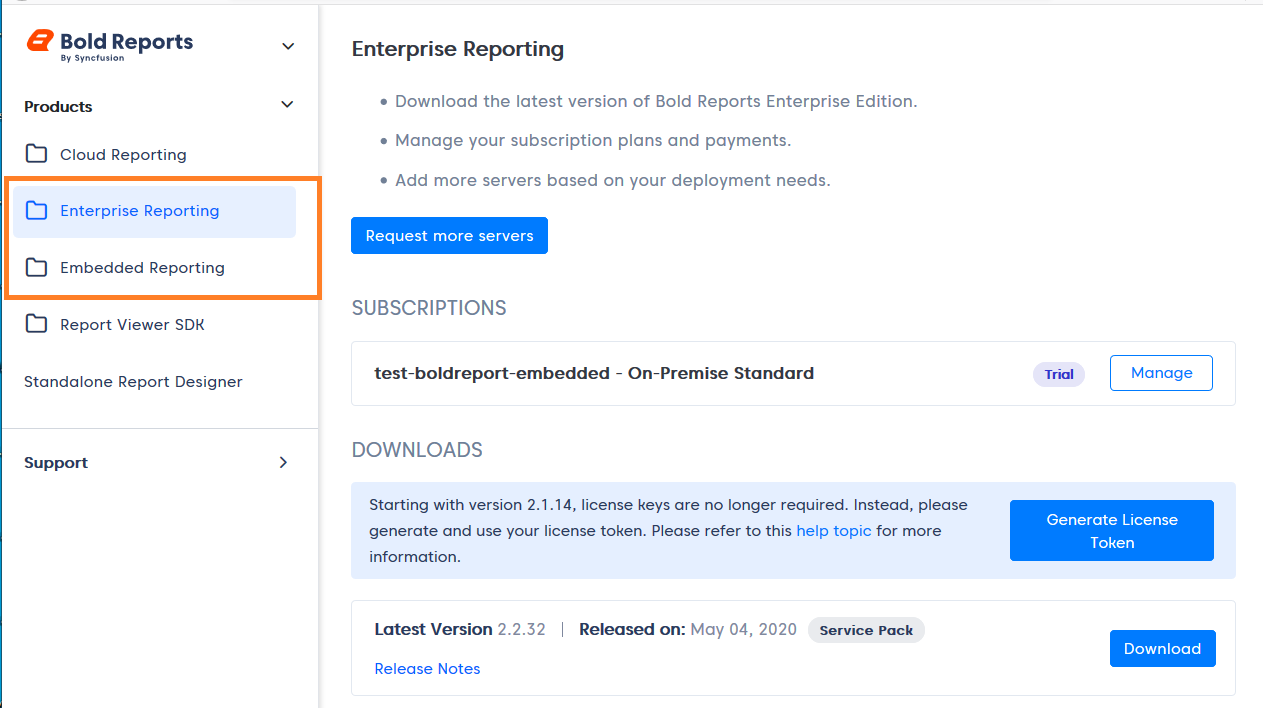 Bold Reports
By Syncfusion
Products
Cloud Reporting
Enterprise Reporting
Embedded Reporting
Report Viewer SDK
Standalone Report Designer
Support
Enterprise Reporting
Download the latest version of Bold Reports Enterprise Edition.
Manage your subscription plans and payments.
Add more servers based on your deployment needs.
Request more servers
SUBSCRIPTIONS
test-boldreport-embedded - On-Premise Standard
Trial
Manage
DOWNLOADS
Starting with version 2.1.14, license keys are no longer required. Instead, please
generate and use your license token. Please refer to this help topic for more
information.
Generate License
Token
Latest Version 2.2.32 | Released on: May 04, 2020 Service Pack
Release Notes
Download